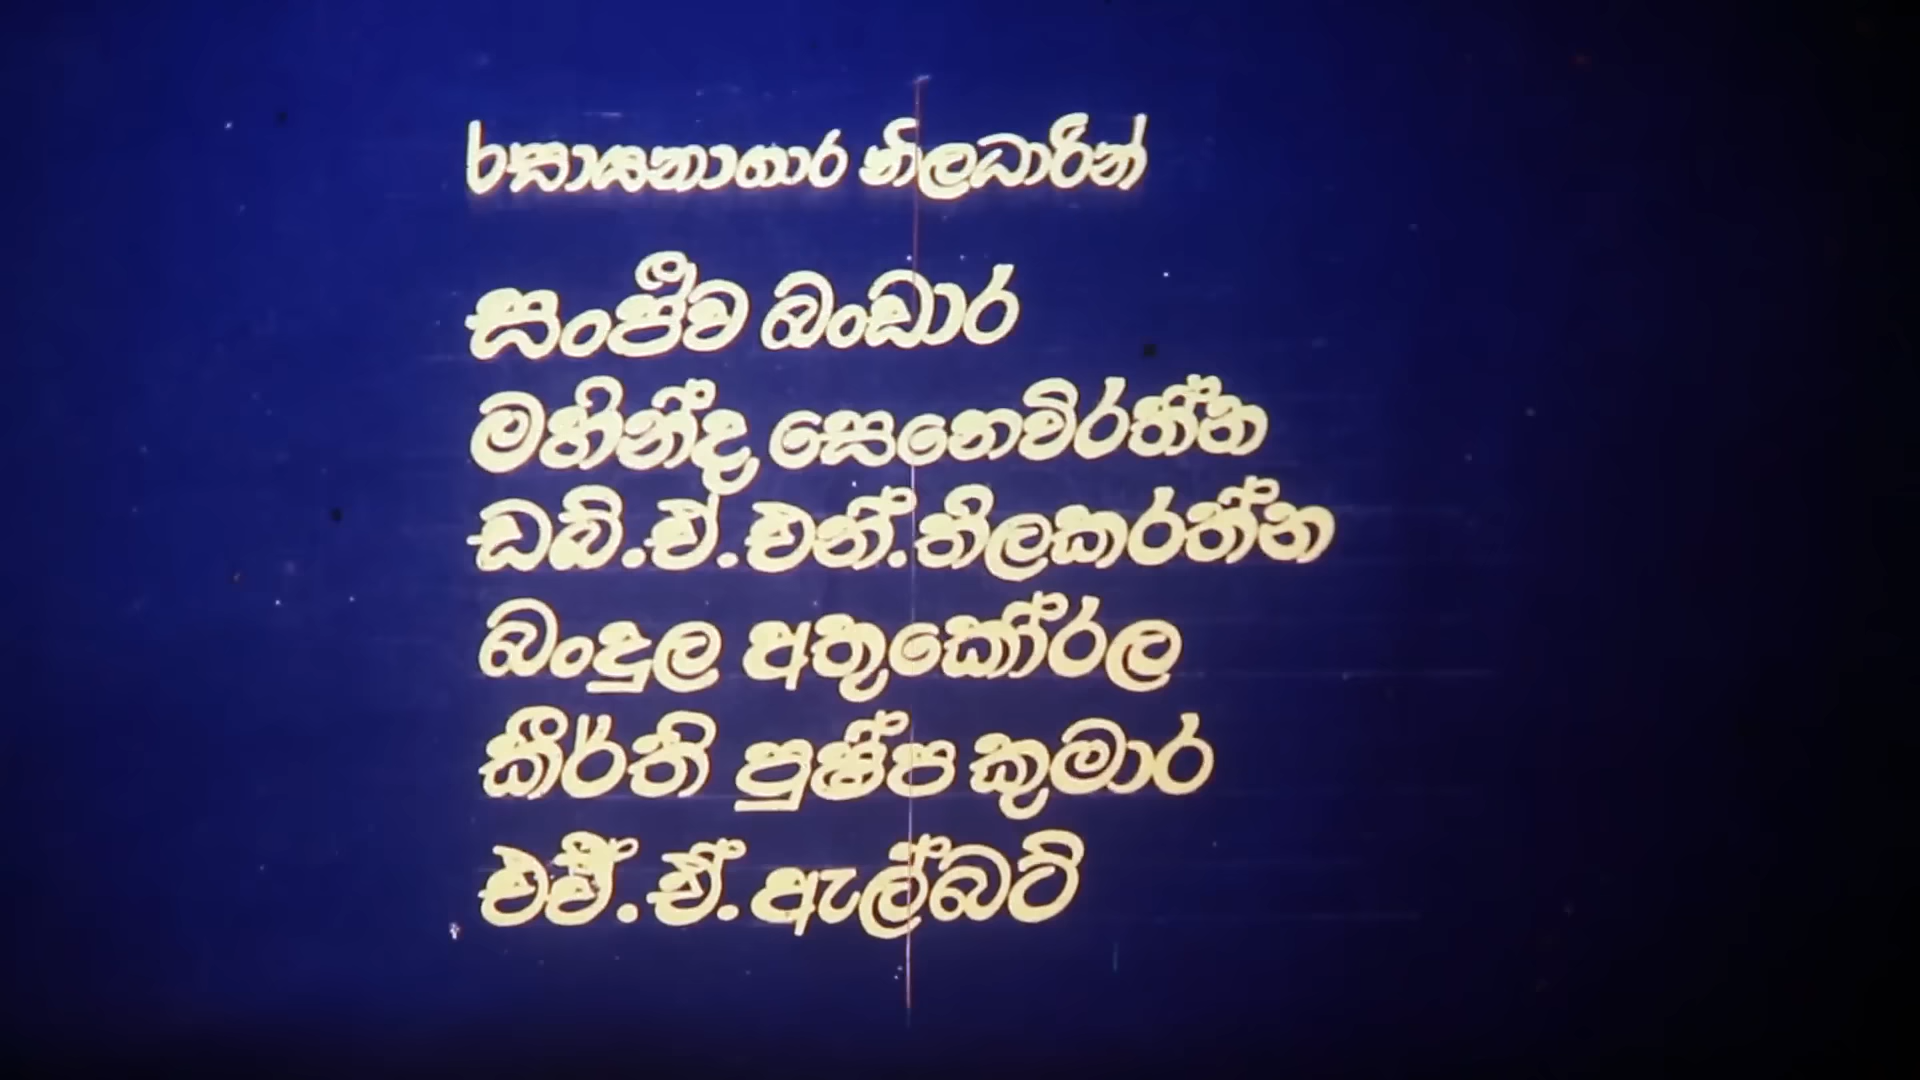 රසායනාගාර නිලධාරීන්
සංජීව බංඩාර
මහින්ද සෙනෙවිරත්න
ඩබ්.ඒ.එන්.තිලකරත්න
බංදුල අතුකෝරල
කීර්ති පුෂ්ප කුමාර
එච්.ඒ.ඇල්බට්